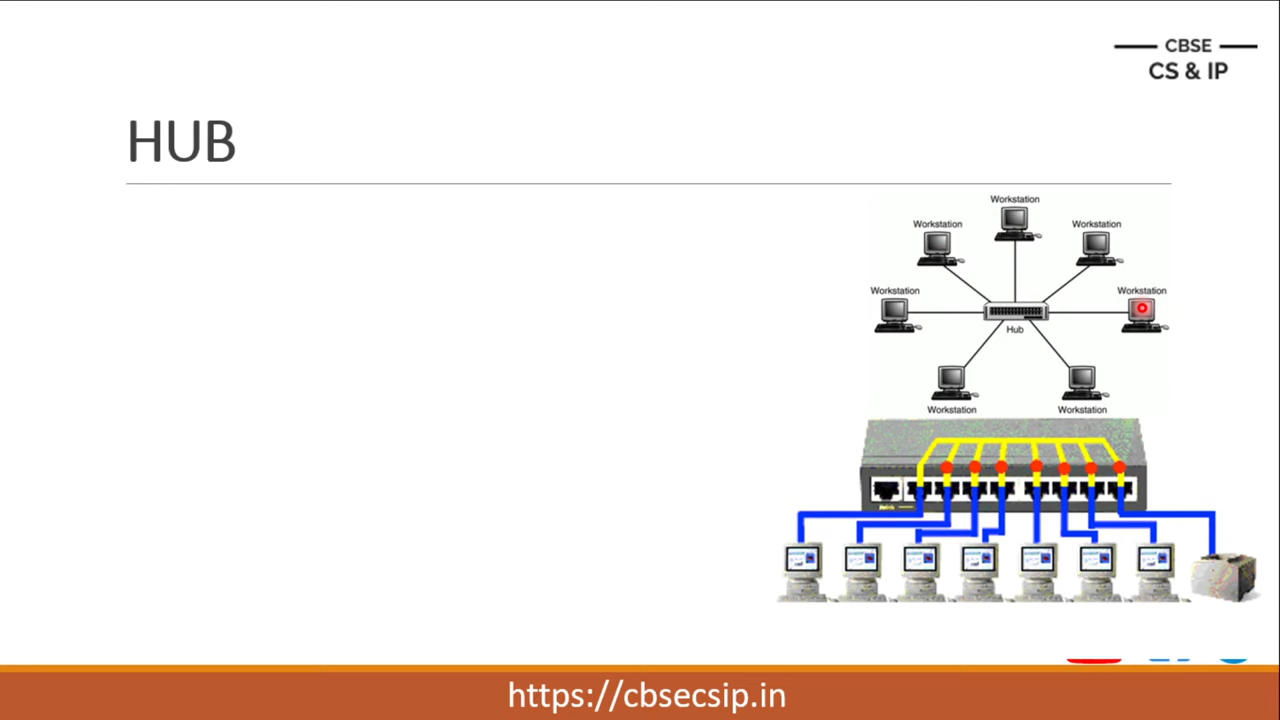 CBSE
CS & IP
HUB
Workstation
Workstation
Workstation
Workstation
Workstation
Hub
Workstation
Workstation
https://cbsecsip.in